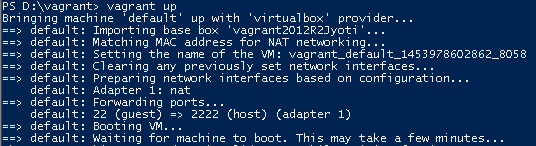 PS D:\vagrant> vagrant up
Bringing machine 'default' up with 'virtualbox' provider...
==> default: Importing base box 'vagrant2012R2Jyoti'...
==> default: Matching MAC address for NAT networking...
==> default: Setting the name of the VM: vagrant_default_1453978602862_8058
==> default: Clearing any previously set network interfaces...
==> default: Preparing network interfaces based on configuration...
    default: Adapter 1: nat
==> default: Forwarding ports...
    default: 22 (guest) => 2222 (host) (adapter 1)
==> default: Booting VM...
==> default: Waiting for machine to boot. This may take a few minutes...